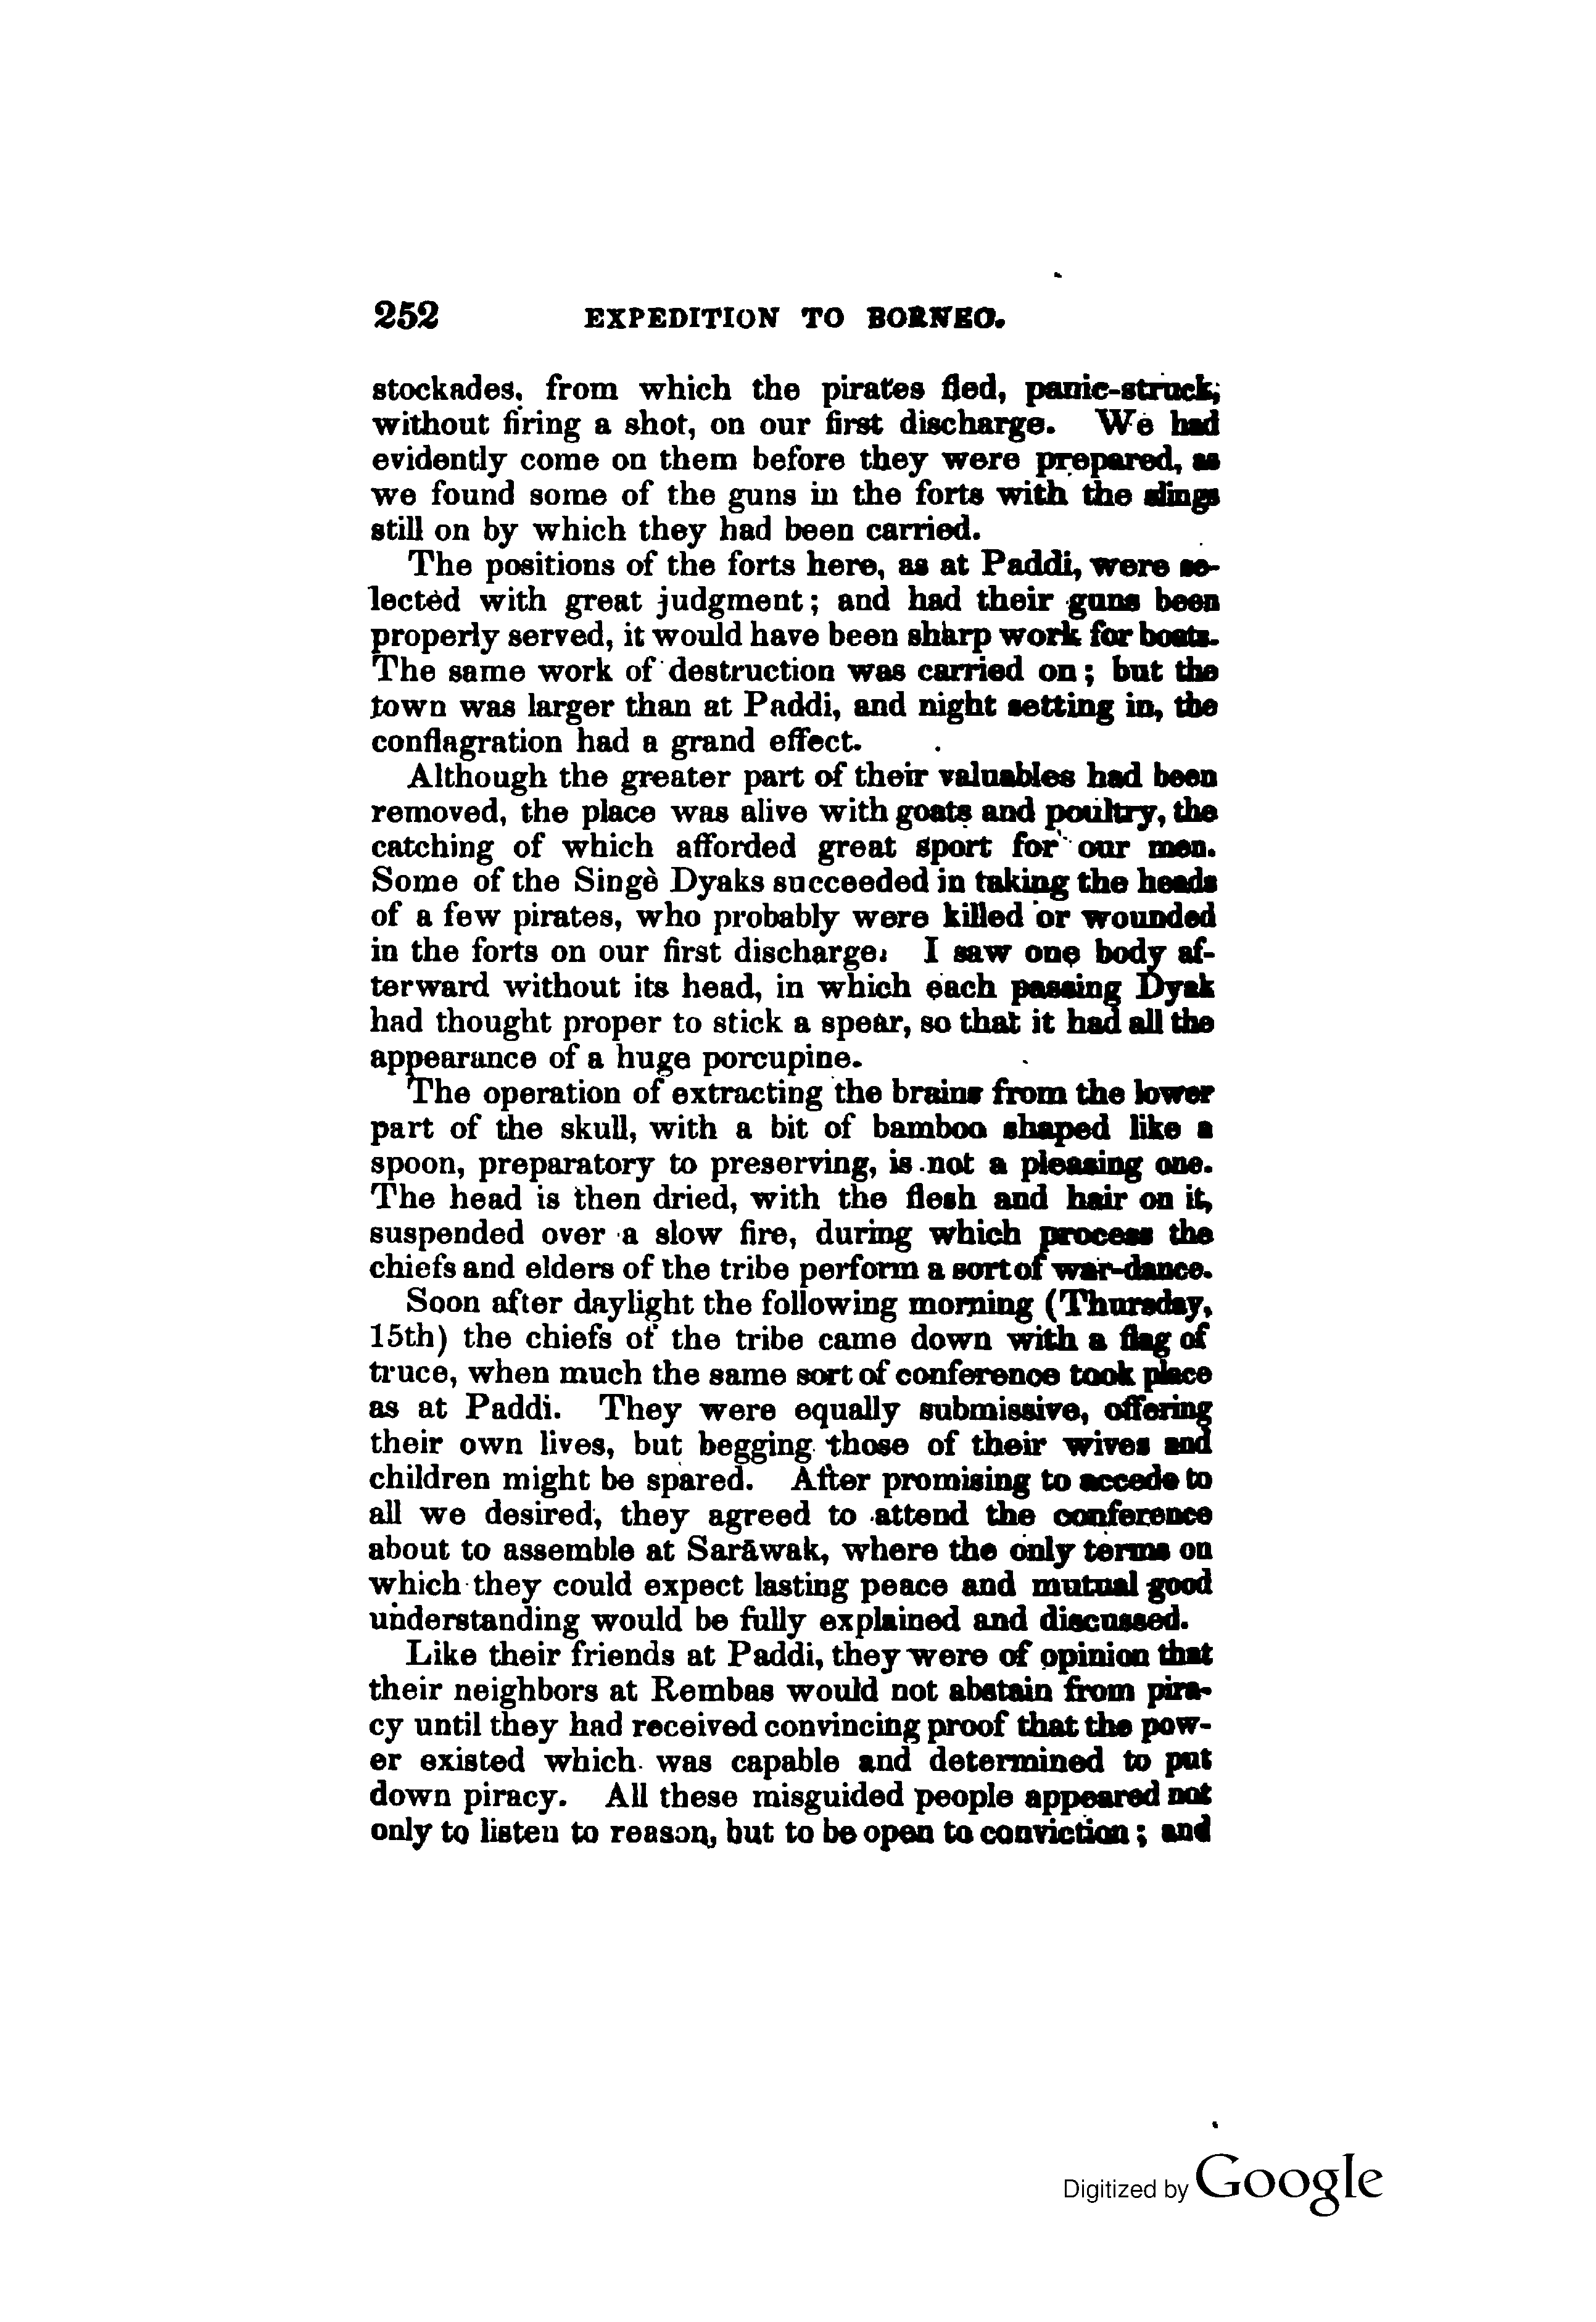 252 EXPEDITION TO BORNEO.
stockades, from which the pirates fled, panic-struck,
without firing a shot, on our first discharge. We had
evidently come on them before they were prepared, as
we found some of the guns in the forts with the slings
still on by which they had been carried.
The positions of the forts here, as at Paddi, were se-
lected with great judgment; and had their guns been
properly served, it would have been sharp work for boats.
The same work of destruction was carried on; but the
town was larger than at Paddi, and night setting in, the
conflagration had a grand effect.
Although the greater part of their valuables had been
removed, the place was alive with goats and poultry, the
catching of which afforded great sport for our men.
Some of the Singè Dyaks succeeded in taking the heads
of a few pirates, who probably were killed or wounded
in the forts on our first discharge. I saw one body af-
terward without its head, in which each passing Dyak
had thought proper to stick a spear, so that it had all the
appearance of a huge porcupine.
The operation of extracting the brains from the lower
part of the skull, with a bit of bamboo shaped like a
spoon, preparatory to preserving, is not a pleasing one.
The head is then dried, with the flesh and hair on it,
suspended over a slow fire, during which process the
chiefs and elders of the tribe perform a sort of war-dance.
Soon after daylight the following morning (Thursday,
15th) the chiefs of the tribe came down with a flag of
truce, when much the same sort of conference took place
as at Paddi. They were equally submissive, offering
their own lives, but begging those of their wives and
children might be spared. After promising to accede to
all we desired, they agreed to attend the conference
about to assemble at Sarāwak, where the only terms on
which they could expect lasting peace and mutual good
understanding would be fully explained and discussed.
Like their friends at Paddi, they were of opinion that
their neighbors at Rembas would not abstain from pira-
cy until they had received convincing proof that the pow-
er existed which was capable and determined to put
down piracy. All these misguided people appeared not
only to listen to reason, but to be open to conviction; and
Digitized by Google